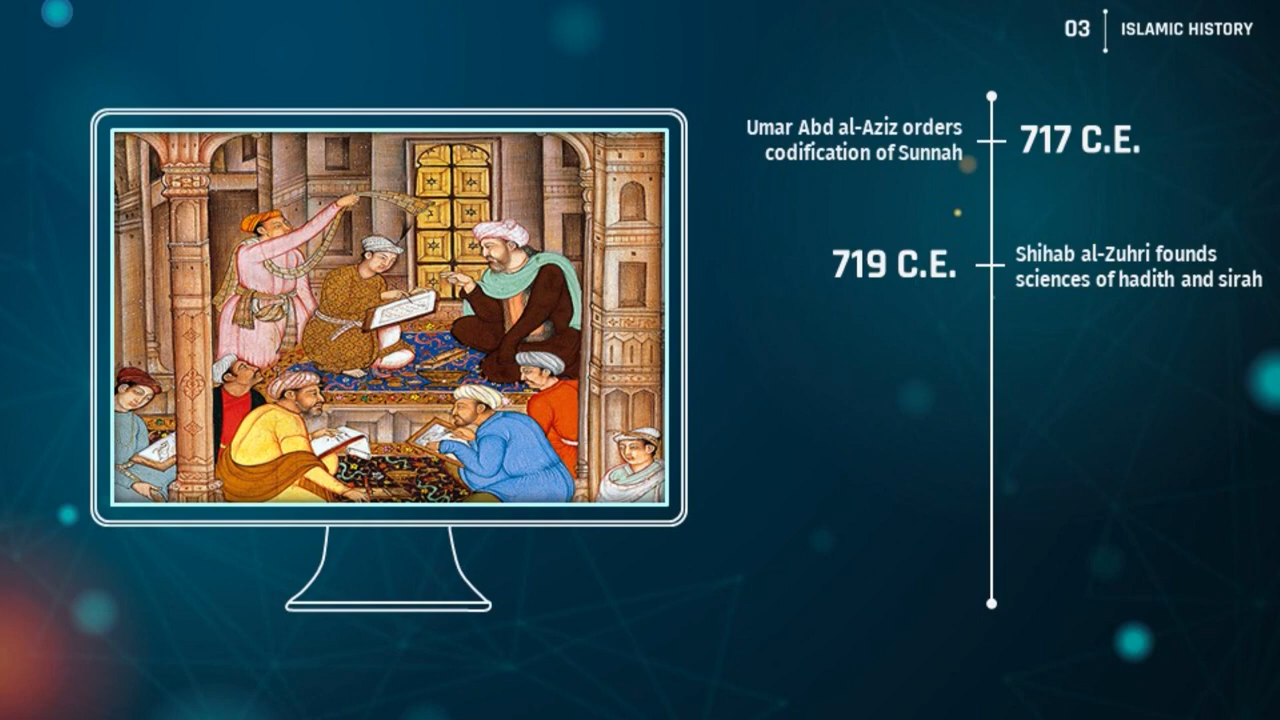 03
ISLAMIC HISTORY
Umar Abd al-Aziz orders
codification of Sunnah
717 C.E.
719 C.E.
Shihab al-Zuhri founds
sciences of hadith and sirah